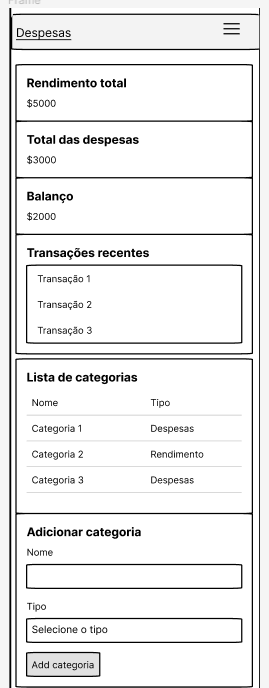 Frame
Despesas
Rendimento total
$5000
Total das despesas
$3000
Balanço
$2000
Transações recentes
Transação 1
Transação 2
Transação 3
Lista de categorias
Nome Tipo
Categoria 1 Despesas
Categoria 2 Rendimento
Categoria 3 Despesas
Adicionar categoria
Nome
Tipo
Selecione o tipo
Add categoria